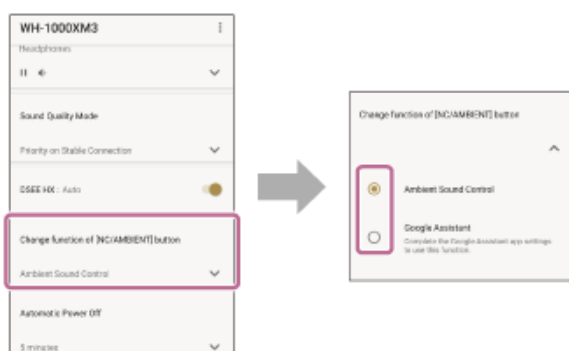 WH-1000XM3
Headphones
Sound Quality Mode
Priority on Stable Connection
DSEE HX : Auto
Change function of [NC/AMBIENT] button
Ambient Sound Control
Automatic Power Off
5 minutes
Change function of [NC/AMBIENT] button
Ambient Sound Control
Google Assistant
Complete the Google Assistant app settings
to use this function.